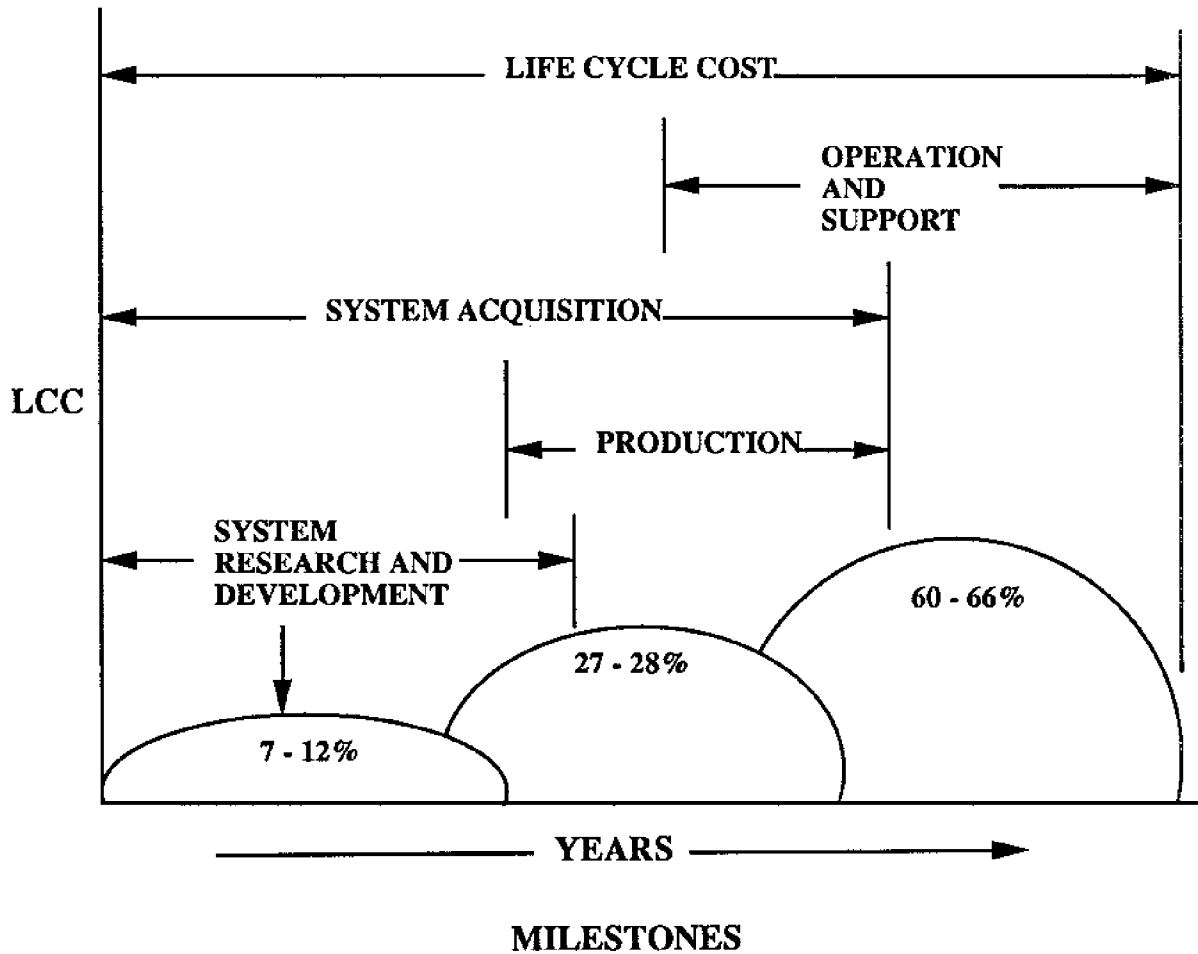 LIFE CYCLE COST
OPERATION
AND
SUPPORT
SYSTEM ACQUISITION
LCC
PRODUCTION
SYSTEM
RESEARCH AND
DEVELOPMENT
60 - 66%
27 - 28%
7 - 12%
YEARS
MILESTONES